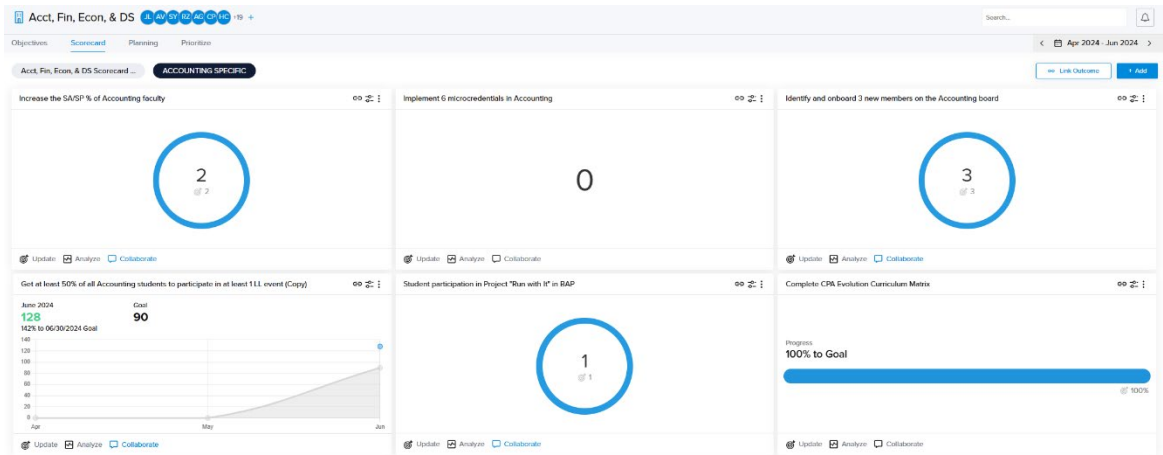 Acct, Fin, Econ, & DS JL AV SY RZ AG CP HC +19 +
Search...
Objectives Scorecard Planning Prioritize
< Apr 2024 - Jun 2024 >
Acct, Fin, Econ, & DS Scorecard ... ACCOUNTING SPECIFIC
Link Outcome + Add
Increase the SA/SP % of Accounting faculty
2
2
Update Analyze Collaborate
Implement 6 microcredentials in Accounting
0
Update Analyze Collaborate
Identify and onboard 3 new members on the Accounting board
3
3
Update Analyze Collaborate
Get at least 50% of all Accounting students to participate in at least 1 LL event (Copy)
June 2024 Goal
128 90
142% to 06/30/2024 Goal
140
120
100
80
60
40
20
0
Apr May Jun
Update Analyze Collaborate
Student participation in Project "Run with It" in BAP
1
1
Update Analyze Collaborate
Complete CPA Evolution Curriculum Matrix
Progress
100% to Goal
100%
Update Analyze Collaborate